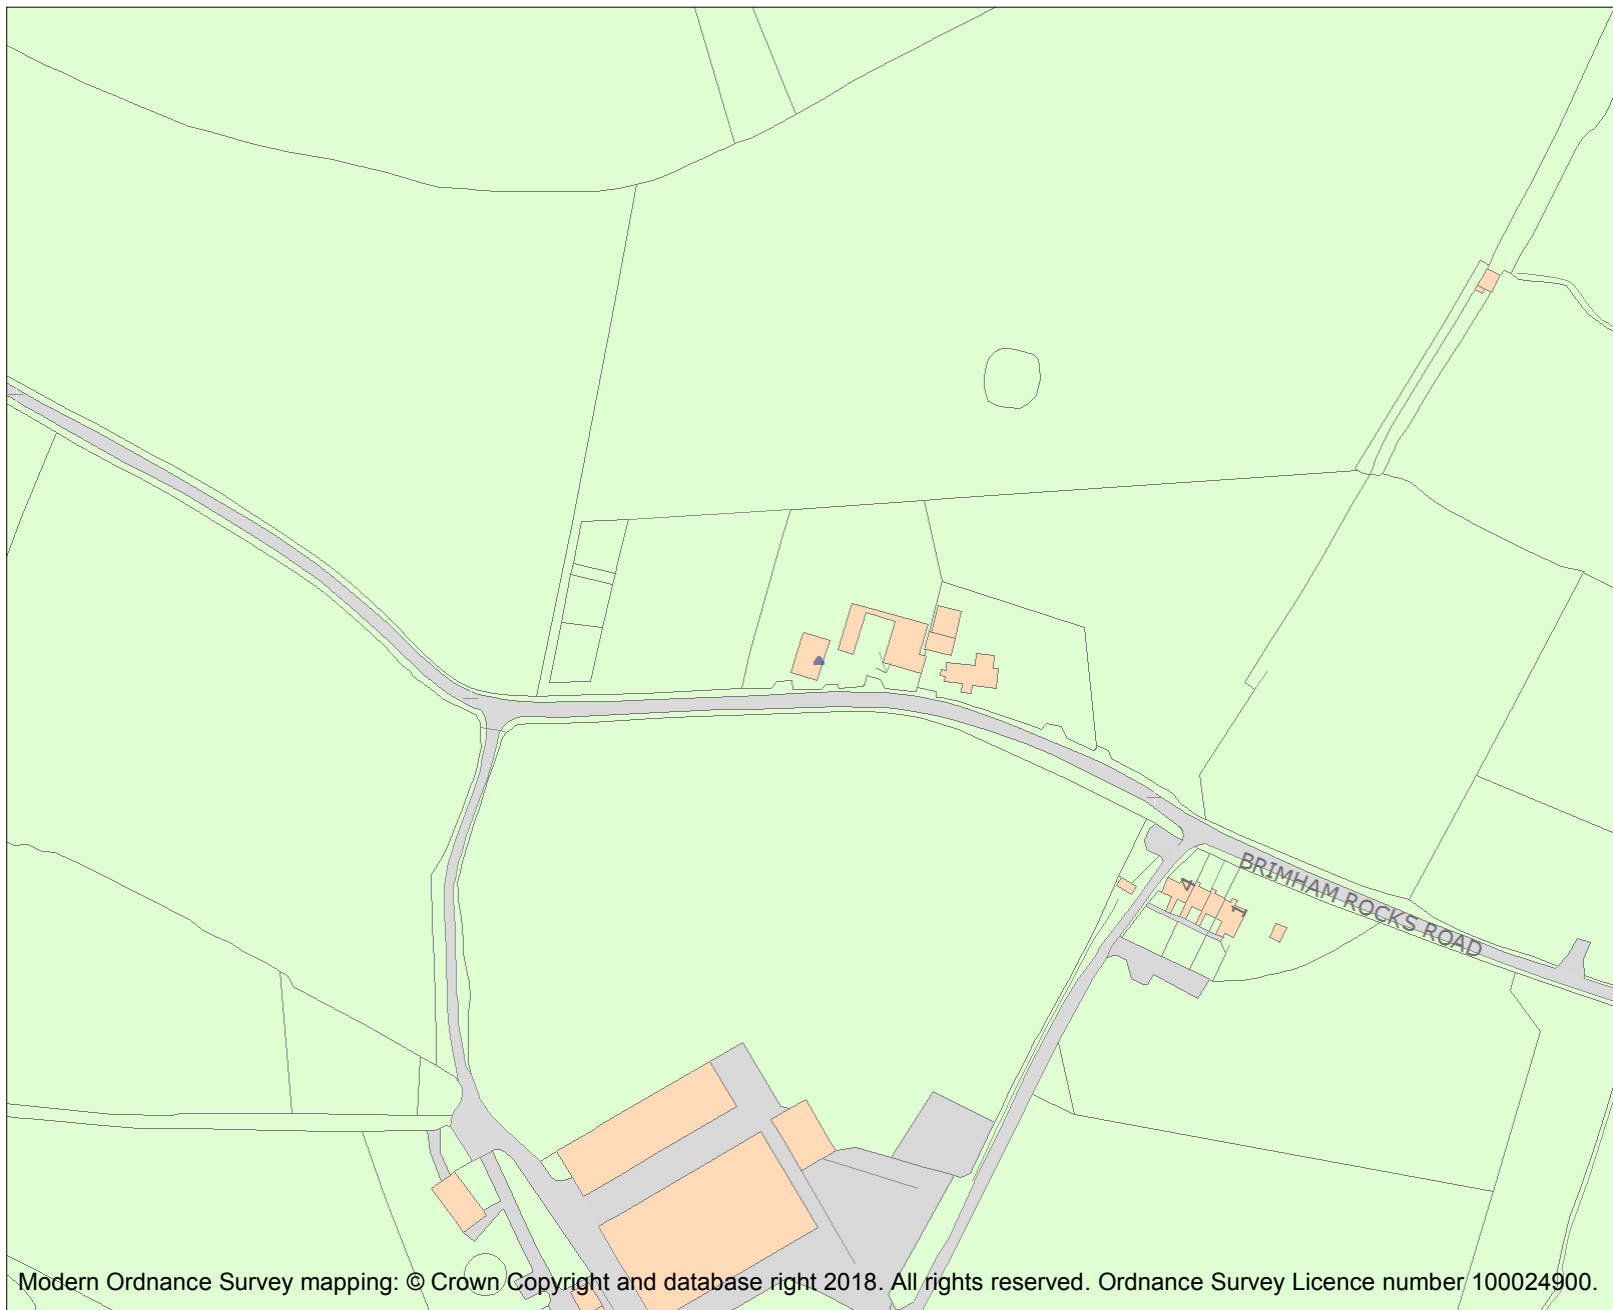 4
1
BRIMHAM ROCKS ROAD
Modern Ordnance Survey mapping: © Crown Copyright and database right 2018. All rights reserved. Ordnance Survey Licence number 100024900.